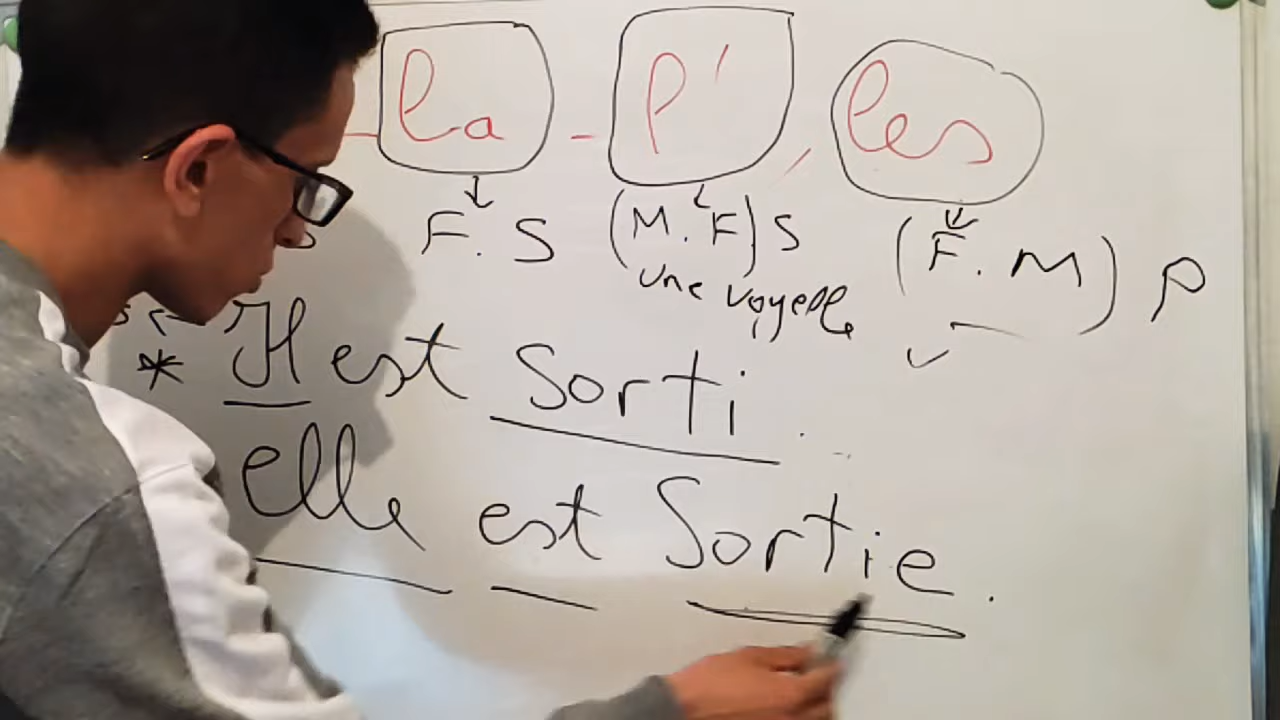 la - l' , les
F.S (M.F) S (F.M) P
une voyelle
* Il est sorti.
elle est sortie.